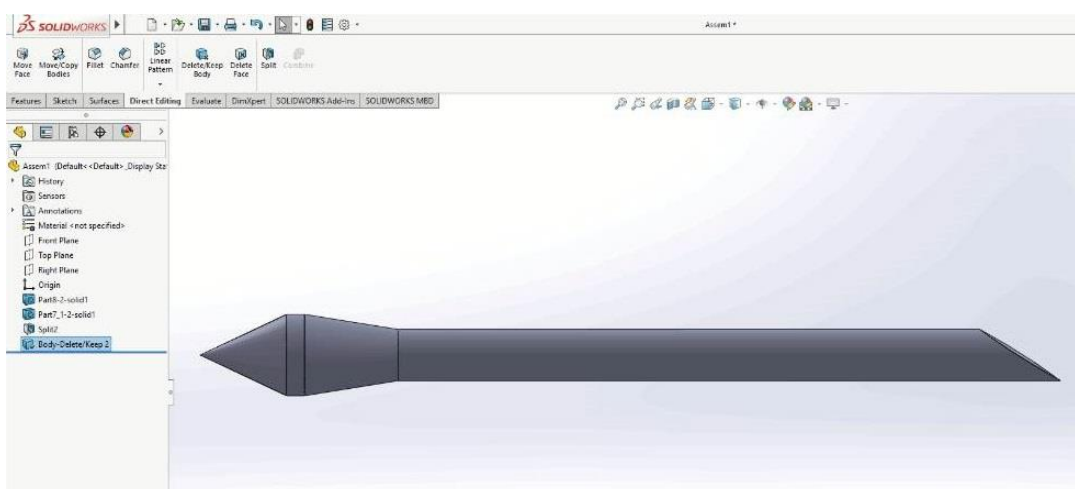 SOLIDWORKS
Assem1 *
Move Face
Move/Copy Bodies
Fillet
Chamfer
Linear Pattern
Delete/Keep Body
Delete Face
Split
Combine
Features Sketch Surfaces Direct Editing Evaluate DimXpert SOLIDWORKS Add-Ins SOLIDWORKS MBD
Assem1 (Default<<Default>_Display Sta
History
Sensors
Annotations
Material <not specified>
Front Plane
Top Plane
Right Plane
Origin
Part8-2-solid1
Part7_1-2-solid1
Split2
Body-Delete/Keep 2